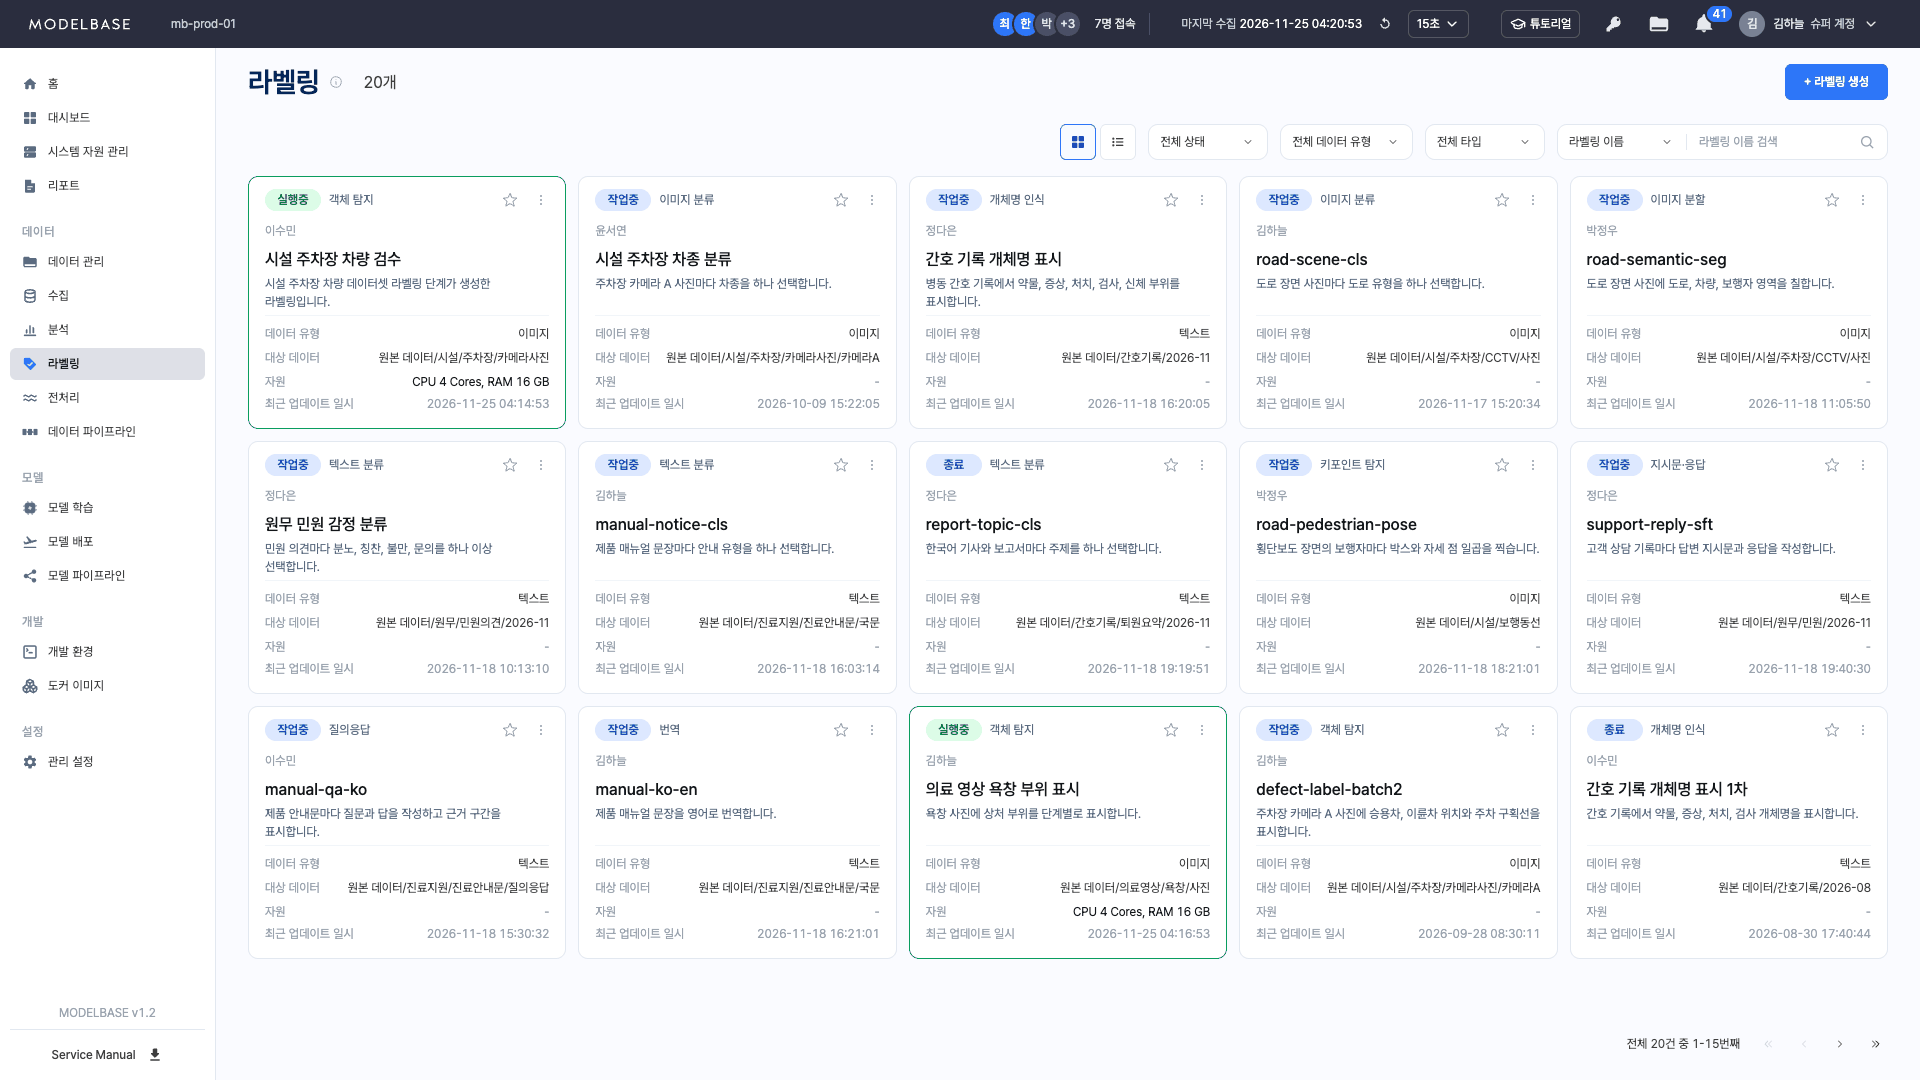 MODELBASE
mb-prod-01
최 한 박 +3 7명 접속
마지막 수집 2026-11-25 04:20:53
15초
튜토리얼
41
김 김하늘 슈퍼 계정
홈
대시보드
시스템 자원 관리
리포트
데이터
데이터 관리
수집
분석
라벨링
전처리
데이터 파이프라인
모델
모델 학습
모델 배포
모델 파이프라인
개발
개발 환경
도커 이미지
설정
관리 설정
MODELBASE v1.2
Service Manual
라벨링 20개
+ 라벨링 생성
전체 상태
전체 데이터 유형
전체 타입
라벨링 이름
라벨링 이름 검색
실행중 객체 탐지
이수민
시설 주차장 차량 검수
시설 주차장 차량 데이터셋 라벨링 단계가 생성한
라벨링입니다.
데이터 유형 이미지
대상 데이터 원본 데이터/시설/주차장/카메라사진
자원 CPU 4 Cores, RAM 16 GB
최근 업데이트 일시 2026-11-25 04:14:53
작업중 이미지 분류
윤서연
시설 주차장 차종 분류
주차장 카메라 A 사진마다 차종을 하나 선택합니다.
데이터 유형 이미지
대상 데이터 원본 데이터/시설/주차장/카메라사진/카메라A
자원 -
최근 업데이트 일시 2026-10-09 15:22:05
작업중 개체명 인식
정다은
간호 기록 개체명 표시
병동 간호 기록에서 약물, 증상, 처치, 검사, 신체 부위를
표시합니다.
데이터 유형 텍스트
대상 데이터 원본 데이터/간호기록/2026-11
자원 -
최근 업데이트 일시 2026-11-18 16:20:05
작업중 이미지 분류
김하늘
road-scene-cls
도로 장면 사진마다 도로 유형을 하나 선택합니다.
데이터 유형 이미지
대상 데이터 원본 데이터/시설/주차장/CCTV/사진
자원 -
최근 업데이트 일시 2026-11-17 15:20:34
작업중 이미지 분할
박정우
road-semantic-seg
도로 장면 사진에 도로, 차량, 보행자 영역을 칠합니다.
데이터 유형 이미지
대상 데이터 원본 데이터/시설/주차장/CCTV/사진
자원 -
최근 업데이트 일시 2026-11-18 11:05:50
작업중 텍스트 분류
정다은
원무 민원 감정 분류
민원 의견마다 분노, 칭찬, 불만, 문의를 하나 이상
선택합니다.
데이터 유형 텍스트
대상 데이터 원본 데이터/원무/민원의견/2026-11
자원 -
최근 업데이트 일시 2026-11-18 10:13:10
작업중 텍스트 분류
김하늘
manual-notice-cls
제품 매뉴얼 문장마다 안내 유형을 하나 선택합니다.
데이터 유형 텍스트
대상 데이터 원본 데이터/진료지원/진료안내문/국문
자원 -
최근 업데이트 일시 2026-11-18 16:03:14
종료 텍스트 분류
정다은
report-topic-cls
한국어 기사와 보고서마다 주제를 하나 선택합니다.
데이터 유형 텍스트
대상 데이터 원본 데이터/간호기록/퇴원요약/2026-11
자원 -
최근 업데이트 일시 2026-11-18 19:19:51
작업중 키포인트 탐지
박정우
road-pedestrian-pose
횡단보도 장면의 보행자마다 박스와 자세 점 일곱을 찍습니다.
데이터 유형 이미지
대상 데이터 원본 데이터/시설/보행동선
자원 -
최근 업데이트 일시 2026-11-18 18:21:01
작업중 지시문·응답
정다은
support-reply-sft
고객 상담 기록마다 답변 지시문과 응답을 작성합니다.
데이터 유형 텍스트
대상 데이터 원본 데이터/원무/민원/2026-11
자원 -
최근 업데이트 일시 2026-11-18 19:40:30
작업중 질의응답
이수민
manual-qa-ko
제품 안내문마다 질문과 답을 작성하고 근거 구간을
표시합니다.
데이터 유형 텍스트
대상 데이터 원본 데이터/진료지원/진료안내문/질의응답
자원 -
최근 업데이트 일시 2026-11-18 15:30:32
작업중 번역
김하늘
manual-ko-en
제품 매뉴얼 문장을 영어로 번역합니다.
데이터 유형 텍스트
대상 데이터 원본 데이터/진료지원/진료안내문/국문
자원 -
최근 업데이트 일시 2026-11-18 16:21:01
실행중 객체 탐지
김하늘
의료 영상 욕창 부위 표시
욕창 사진에 상처 부위를 단계별로 표시합니다.
데이터 유형 이미지
대상 데이터 원본 데이터/의료영상/욕창/사진
자원 CPU 4 Cores, RAM 16 GB
최근 업데이트 일시 2026-11-25 04:16:53
작업중 객체 탐지
김하늘
defect-label-batch2
주차장 카메라 A 사진에 승용차, 이륜차 위치와 주차 구획선을
표시합니다.
데이터 유형 이미지
대상 데이터 원본 데이터/시설/주차장/카메라사진/카메라A
자원 -
최근 업데이트 일시 2026-09-28 08:30:11
종료 개체명 인식
이수민
간호 기록 개체명 표시 1차
간호 기록에서 약물, 증상, 처치, 검사 개체명을 표시합니다.
데이터 유형 텍스트
대상 데이터 원본 데이터/간호기록/2026-08
자원 -
최근 업데이트 일시 2026-08-30 17:40:44
전체 20건 중 1-15번째